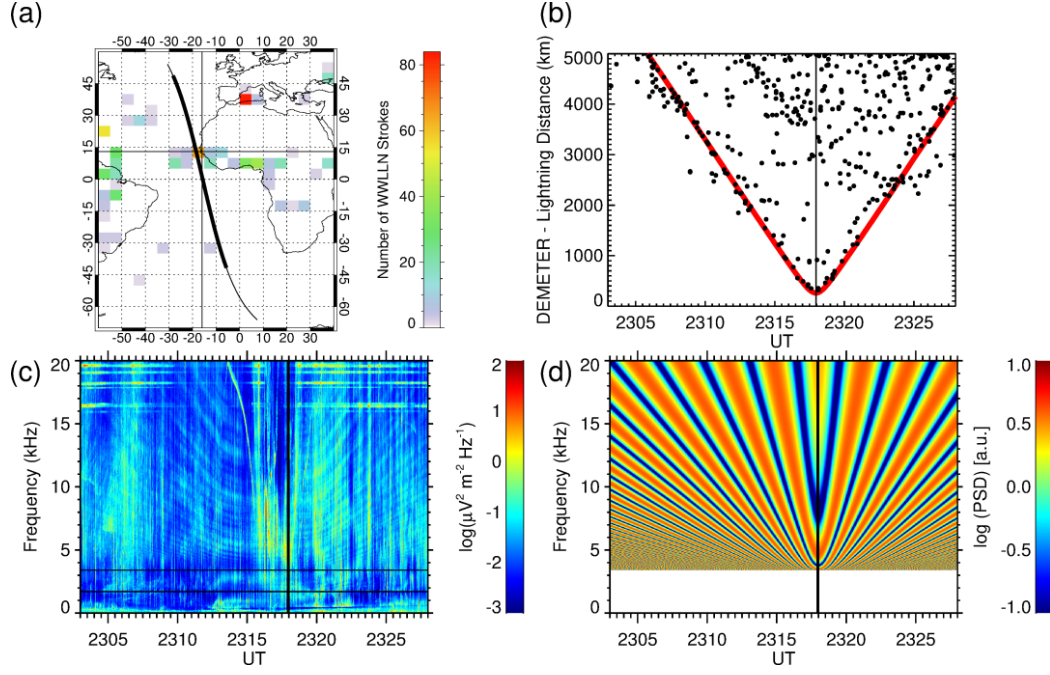 (a)
-50 -40 -30 -20 -10 0 10 30
45
35
15
0
-15
-30
-45
-60
45
30
15
0
-15
-30
-45
-60
-50 -40 -30 -20 -10 0 10 30
80
60
40
20
0
Number of WWLLN Strokes
(b)
5000
4000
3000
2000
1000
0
DEMETER - Lightning Distance (km)
2305 2310 2315 2320 2325
UT
(c)
20
15
10
5
0
Frequency (kHz)
2305 2310 2315 2320 2325
UT
2
1
0
-1
-2
-3
log(μV² m⁻² Hz⁻¹)
(d)
20
15
10
5
0
Frequency (kHz)
2305 2310 2315 2320 2325
UT
1.0
0.5
0.0
-0.5
-1.0
log (PSD) [a.u.]